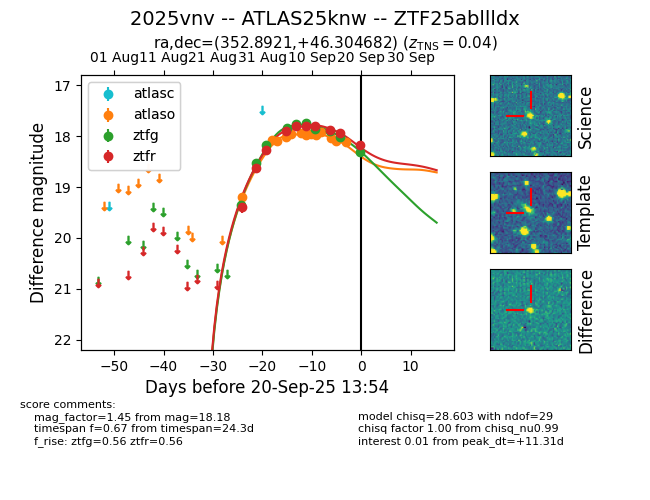 2025vnv -- ATLAS25knw -- ZTF25abllldx
ra,dec=(352.8921,+46.304682) (z_TNS = 0.04)
01 Aug 11 Aug 21 Aug 31 Aug 10 Sep 20 Sep 30 Sep
17
18
19
20
21
22
Difference magnitude
atlasc
atlaso
ztfg
ztfr
−50 −40 −30 −20 −10 0 10
Days before 20-Sep-25 13:54
Science
Template
Difference
score comments:
mag_factor=1.45 from mag=18.18
timespan f=0.67 from timespan=24.3d
f_rise: ztfg=0.56 ztfr=0.56
model chisq=28.603 with ndof=29
chisq factor 1.00 from chisq_nu0.99
interest 0.01 from peak_dt=+11.31d